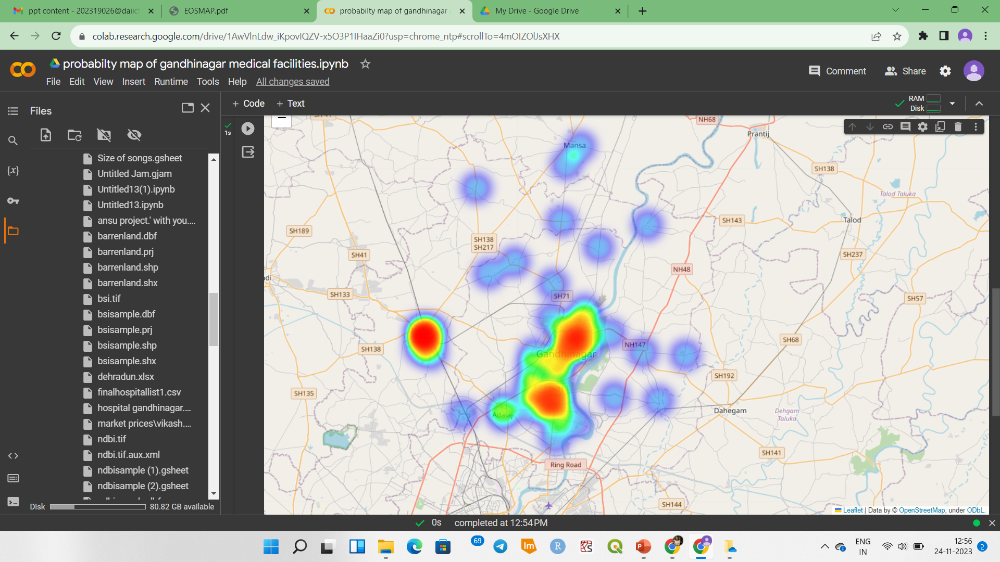 ppt content - 202319026@daiict
EOSMAP.pdf
probability map of gandhinagar
My Drive - Google Drive
colab.research.google.com/drive/1AwVlnLdw_iKpovIQZV-x5O3P1IHaaZi0?usp=chrome_ntp#scrollTo=4mOIZOlJsXHX
probabilty map of gandhinagar medical facilities.ipynb
Comment
Share
File Edit View Insert Runtime Tools Help All changes saved
Files
+ Code + Text
RAM
Disk
{x}
Size of songs.gsheet
Untitled Jam.gjam
Untitled13(1).ipynb
Untitled13.ipynb
ansu project.' with you....
barrenland.dbf
barrenland.prj
barrenland.shp
barrenland.shx
bsi.tif
bsisample.dbf
bsisample.prj
bsisample.shp
bsisample.shx
dehradun.xlsx
finalhospitallist1.csv
hospital gandhinagar....
market prices\vikash....
ndbi.tif
ndbi.tif.aux.xml
ndbisample (1).gsheet
ndbisample (2).gsheet
Disk
80.82 GB available
1s
NH68
Prantij
Mansa
SH138
Talod Taluka
SH189
SH143
Talod
SH138
SH217
SH41
SH237
NH48
di
SH133
SH71
SH57
SH138
NH147
SH68
Gandhinagar
SH192
SH135
Adalaj
Dahegam
Dehgam
Taluka
SH141
Ring Road
SH144
Leaflet | Data by © OpenStreetMap, under ODbL.
0s completed at 12:54 PM
69
Im
R
P
ENG
IN
12:56
24-11-2023
2